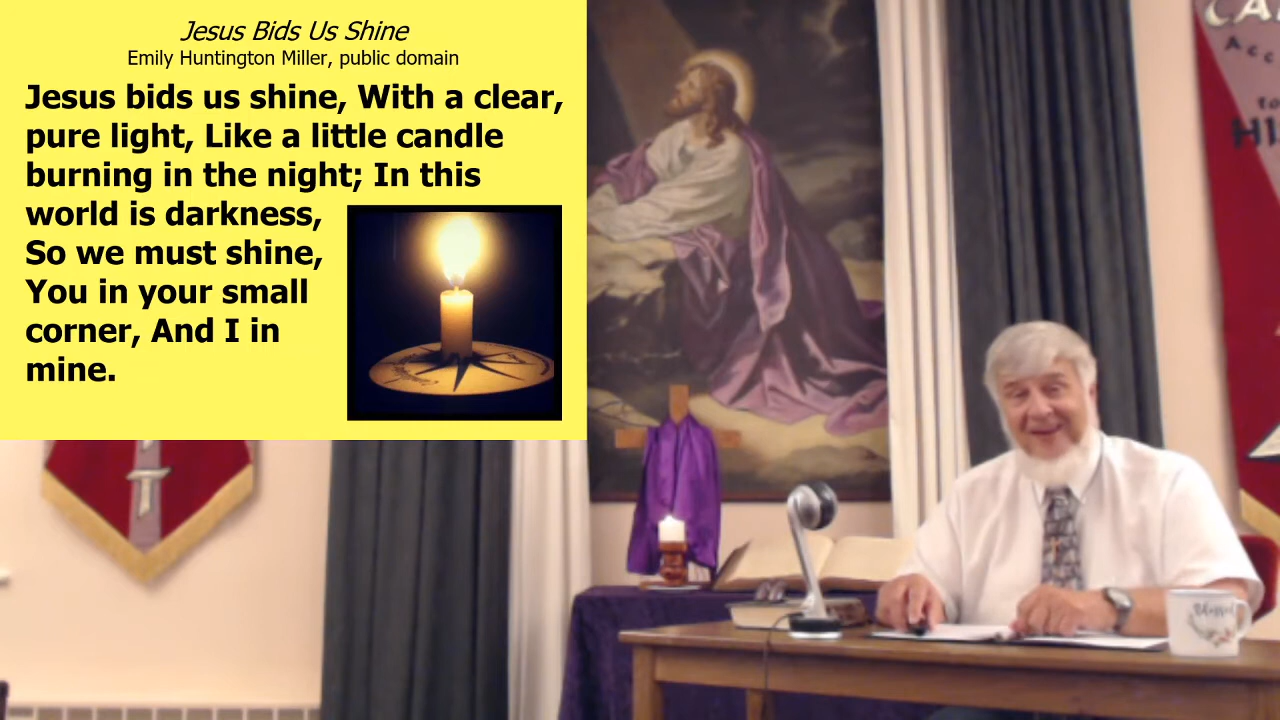 Jesus Bids Us Shine
Emily Huntington Miller, public domain
Jesus bids us shine, With a clear,
pure light, Like a little candle
burning in the night; In this
world is darkness,
So we must shine,
You in your small
corner, And I in
mine.
Blessed